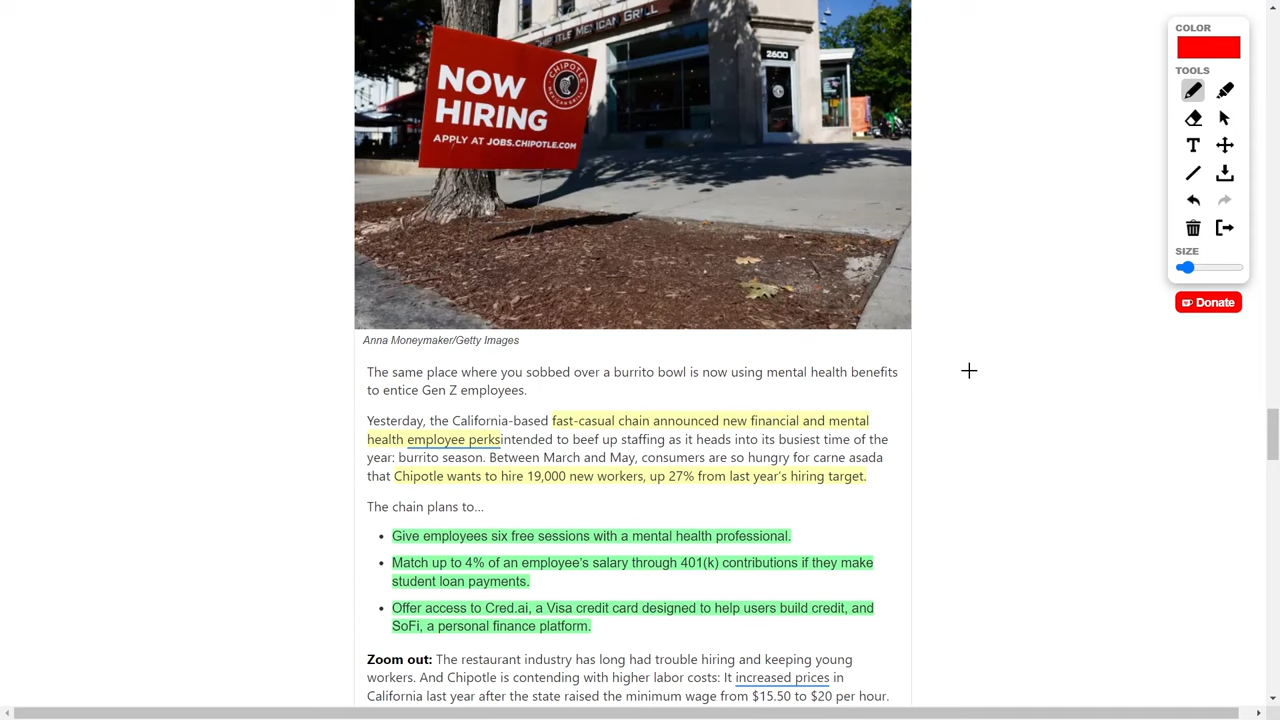 CHIPOTLE MEXICAN GRILL
2600
NOW
HIRING
CHIPOTLE
MEXICAN GRILL
APPLY AT JOBS.CHIPOTLE.COM
Anna Moneymaker/Getty Images
The same place where you sobbed over a burrito bowl is now using mental health benefits
to entice Gen Z employees.
Yesterday, the California-based fast-casual chain announced new financial and mental
health employee perksintended to beef up staffing as it heads into its busiest time of the
year: burrito season. Between March and May, consumers are so hungry for carne asada
that Chipotle wants to hire 19,000 new workers, up 27% from last year's hiring target.
The chain plans to...
• Give employees six free sessions with a mental health professional.
• Match up to 4% of an employee's salary through 401(k) contributions if they make
student loan payments.
• Offer access to Cred.ai, a Visa credit card designed to help users build credit, and
SoFi, a personal finance platform.
Zoom out: The restaurant industry has long had trouble hiring and keeping young
workers. And Chipotle is contending with higher labor costs: It increased prices in
California last year after the state raised the minimum wage from $15.50 to $20 per hour.
COLOR
TOOLS
T
SIZE
Donate